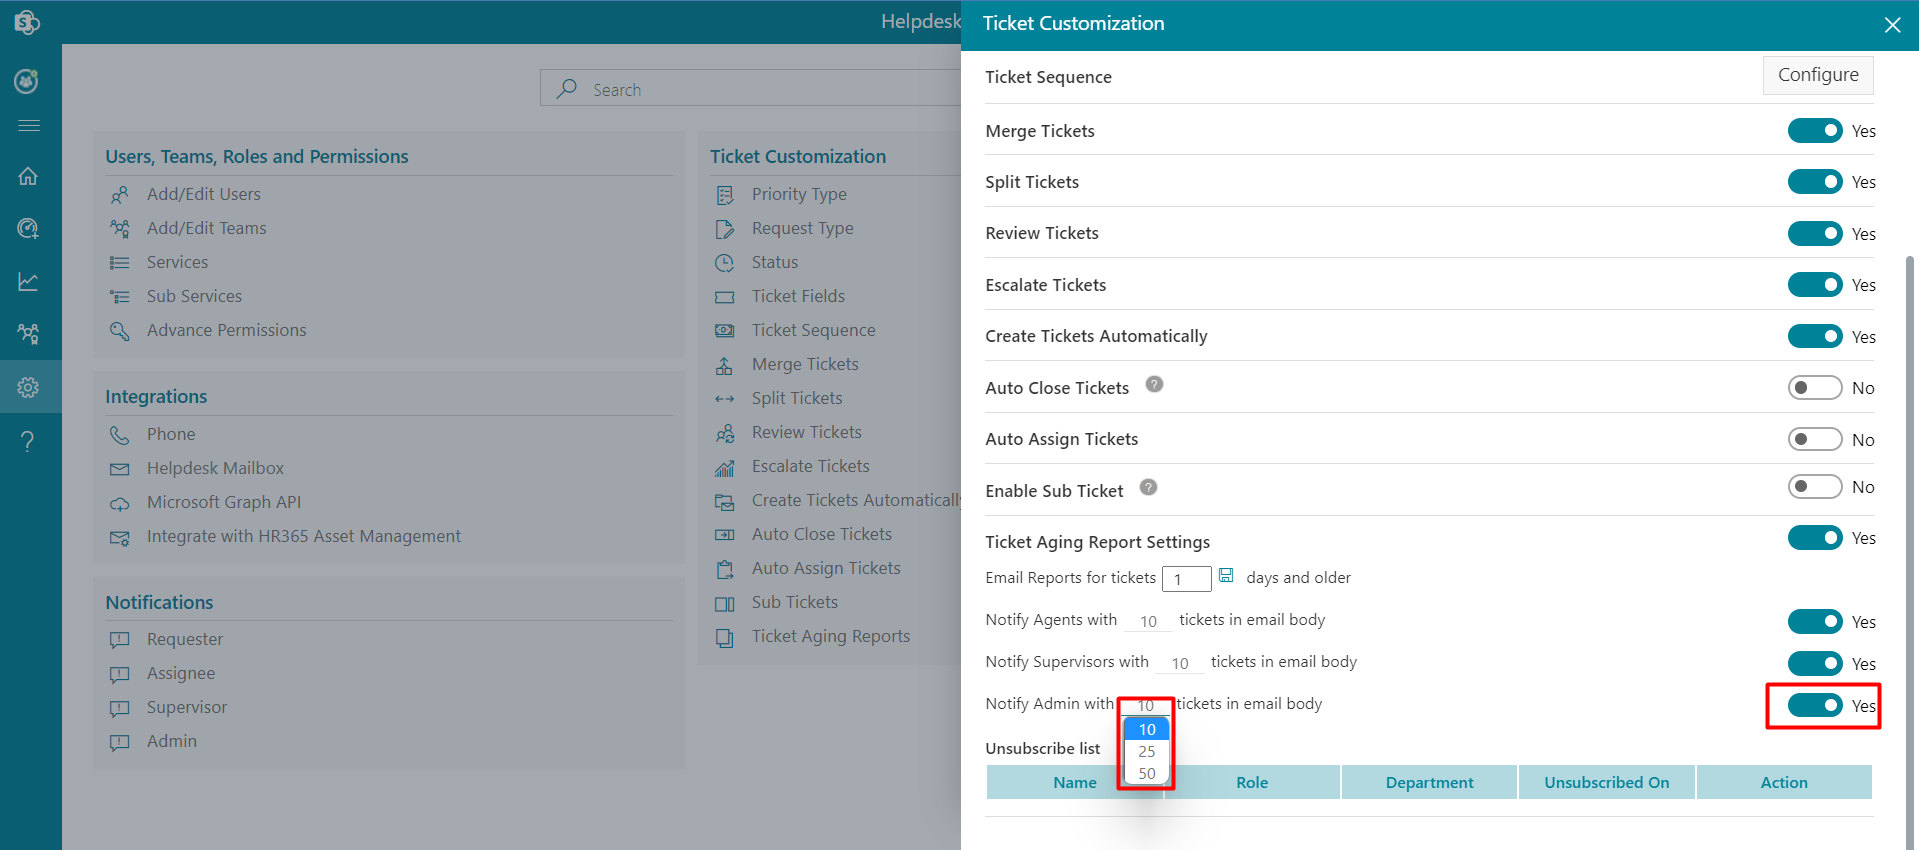 Helpdesk
Search
Users, Teams, Roles and Permissions
Add/Edit Users
Add/Edit Teams
Services
Sub Services
Advance Permissions
Integrations
Phone
Helpdesk Mailbox
Microsoft Graph API
Integrate with HR365 Asset Management
Notifications
Requester
Assignee
Supervisor
Admin
Ticket Customization
Priority Type
Request Type
Status
Ticket Fields
Ticket Sequence
Merge Tickets
Split Tickets
Review Tickets
Escalate Tickets
Create Tickets Automatically
Auto Close Tickets
Auto Assign Tickets
Sub Tickets
Ticket Aging Reports
Ticket Customization
Ticket Sequence Configure
Merge Tickets Yes
Split Tickets Yes
Review Tickets Yes
Escalate Tickets Yes
Create Tickets Automatically Yes
Auto Close Tickets ? No
Auto Assign Tickets No
Enable Sub Ticket ? No
Ticket Aging Report Settings Yes
Email Reports for tickets 1 days and older
Notify Agents with 10 tickets in email body Yes
Notify Supervisors with 10 tickets in email body Yes
Notify Admin with 10 tickets in email body Yes
10
25
50
Unsubscribe list
Name Role Department Unsubscribed On Action